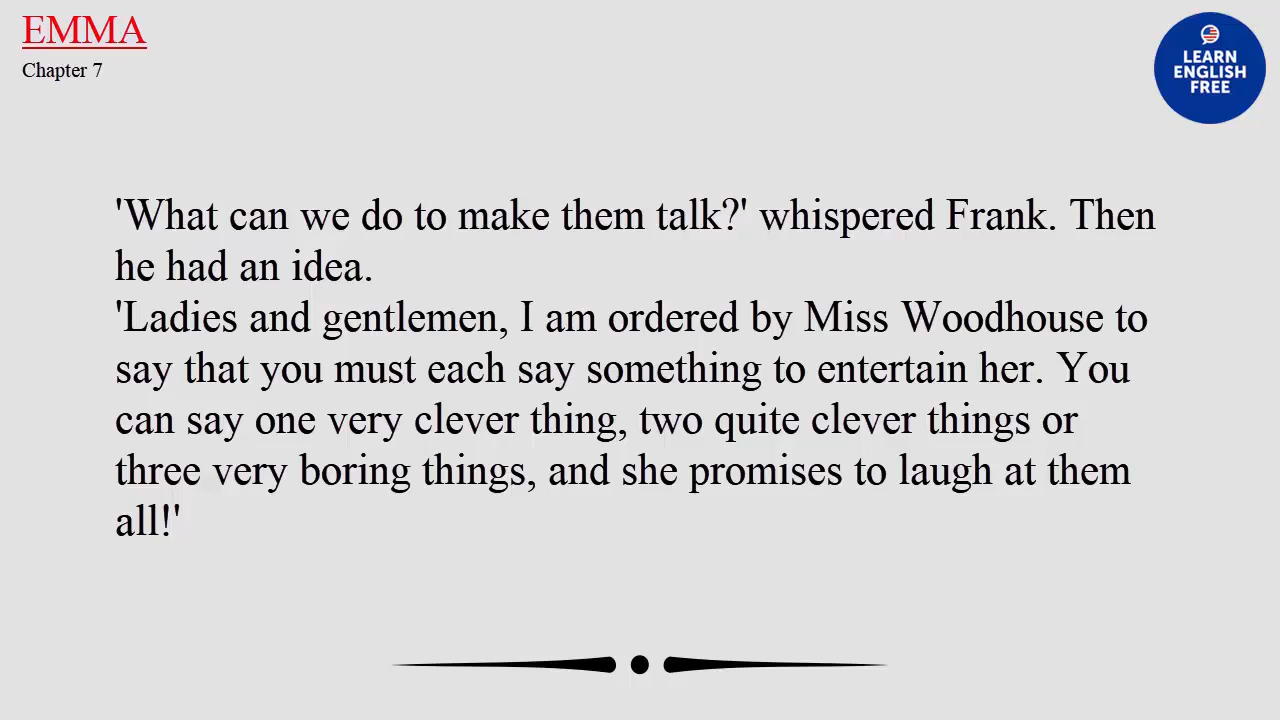 EMMA
Chapter 7
LEARN
ENGLISH
FREE
'What can we do to make them talk?' whispered Frank. Then
he had an idea.
'Ladies and gentlemen, I am ordered by Miss Woodhouse to
say that you must each say something to entertain her. You
can say one very clever thing, two quite clever things or
three very boring things, and she promises to laugh at them
all!'